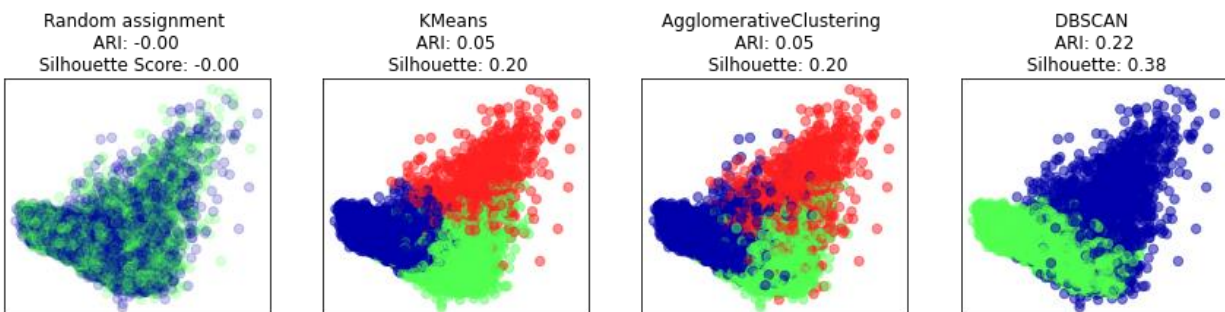 Random assignment
ARI: -0.00
Silhouette Score: -0.00
KMeans
ARI: 0.05
Silhouette: 0.20
AgglomerativeClustering
ARI: 0.05
Silhouette: 0.20
DBSCAN
ARI: 0.22
Silhouette: 0.38